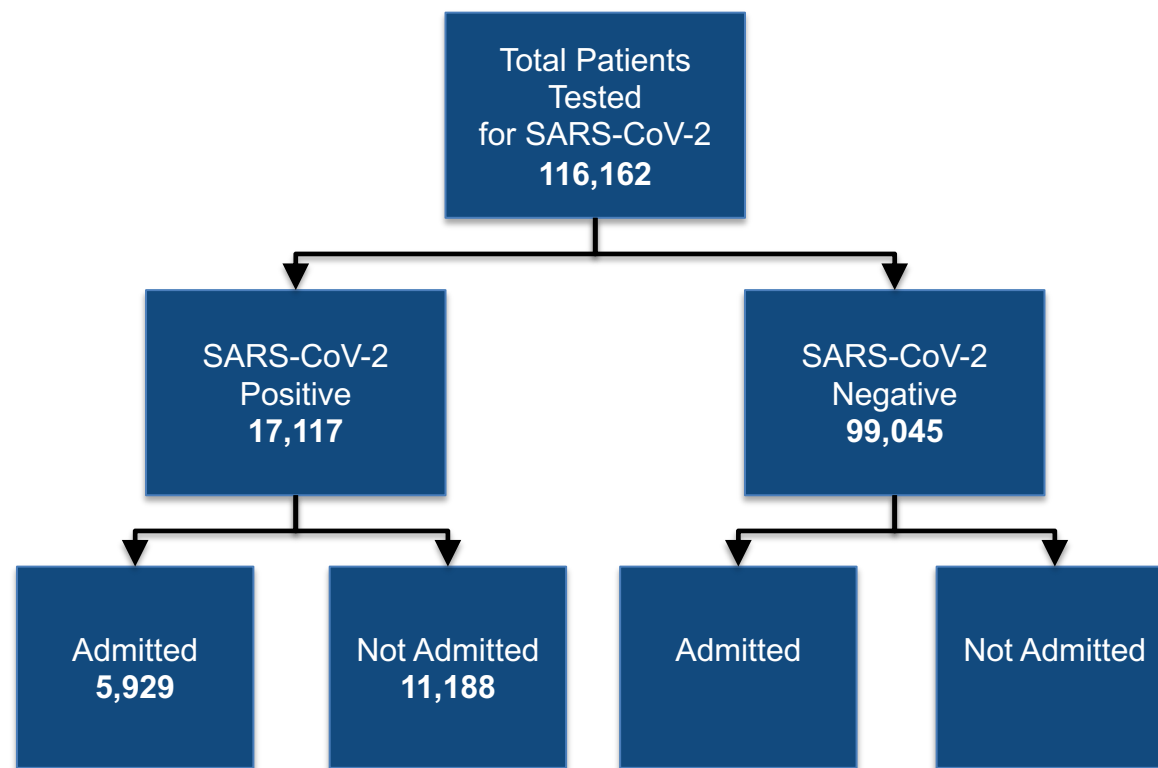 Total Patients
Tested
for SARS-CoV-2
116,162
SARS-CoV-2
Positive
17,117
SARS-CoV-2
Negative
99,045
Admitted
5,929
Not Admitted
11,188
Admitted
Not Admitted